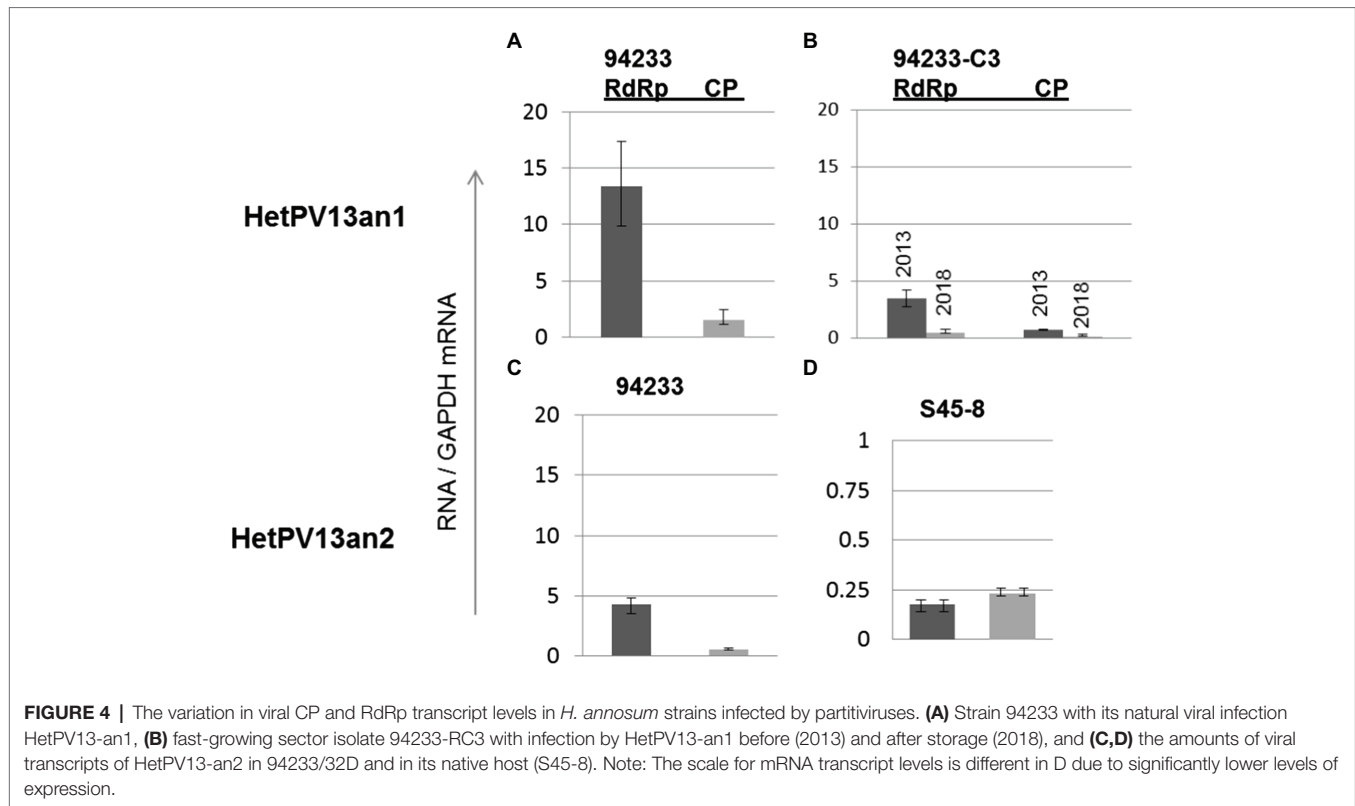 A
94233
RdRp CP
20
15
10
5
0
B
94233-C3
RdRp CP
20
15
10
5
0
2013
2018
2013
2018
HetPV13an1
RNA / GAPDH mRNA
HetPV13an2
C
94233
20
15
10
5
0
D
S45-8
1
0.75
0.5
0.25
0
FIGURE 4 | The variation in viral CP and RdRp transcript levels in H. annosum strains infected by partitiviruses. (A) Strain 94233 with its natural viral infection
HetPV13-an1, (B) fast-growing sector isolate 94233-RC3 with infection by HetPV13-an1 before (2013) and after storage (2018), and (C,D) the amounts of viral
transcripts of HetPV13-an2 in 94233/32D and in its native host (S45-8). Note: The scale for mRNA transcript levels is different in D due to significantly lower levels of
expression.